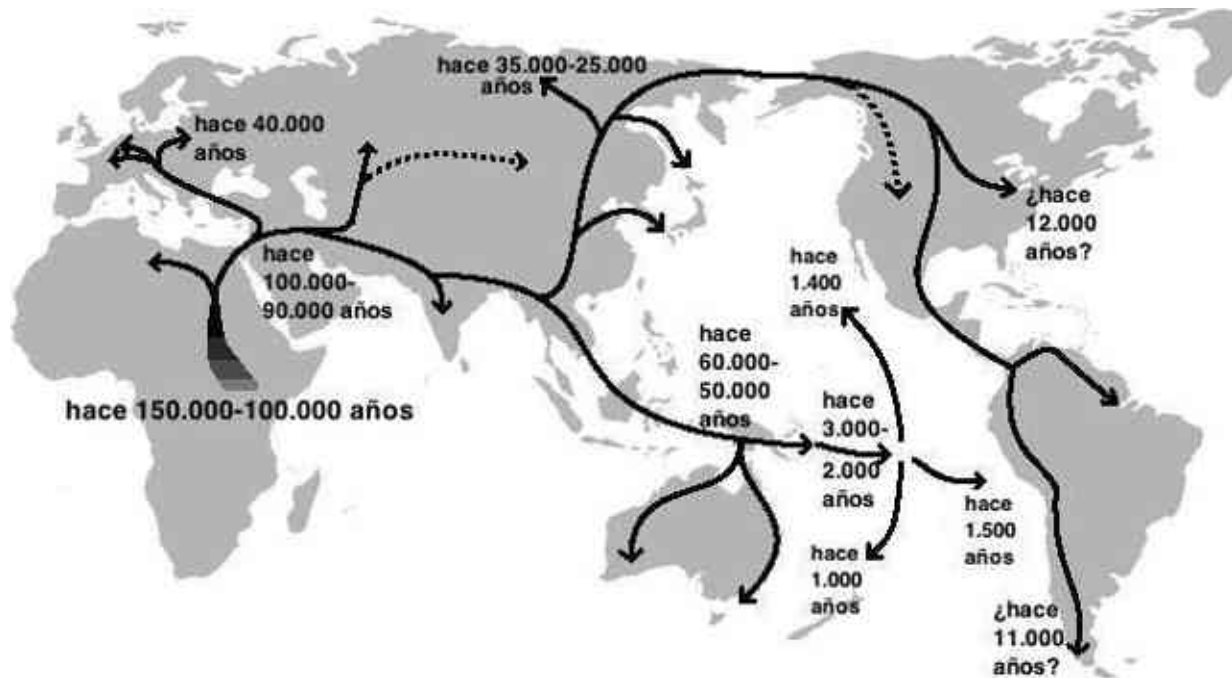 hace 35.000-25.000
años
hace 40.000
años
¿hace
12.000
años?
hace
100.000-
90.000 años
hace
1.400
años
hace
60.000-
50.000
años
hace 150.000-100.000 años
hace
3.000-
2.000
años
hace
1.500
años
hace
1.000
años
¿hace
11.000
años?